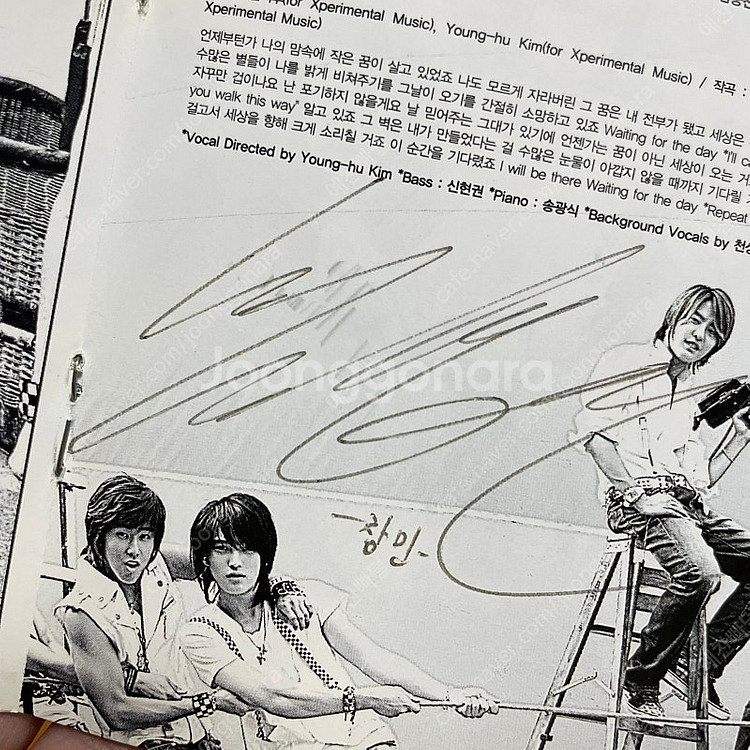 Xperimental Music), Young-hu Kim(for Xperimental Music) / 작곡 :
Xperimental Music)
언제부턴가 나의 맘속에 작은 꿈이 살고 있었죠 나도 모르게 자라버린 그 꿈은 내 전부가 됐고 세상은
수많은 별들이 나를 밝게 비쳐주기를 그날이 오기를 간절히 소망하고 있죠 Waiting for the day *I'll
자꾸만 겁이나요 난 포기하지 않을게요 날 믿어주는 그대가 있기에 언젠가는 꿈이 아닌 세상이 오는
you walk this way" 알고 있죠 그 벽은 내가 만들었다는 걸 수많은 눈물이 아깝지 않을 때까지 기다릴
걸고서 세상을 향해 크게 소리칠 거죠 이 순간을 기다렸죠 I will be there Waiting for the day *Repeat
*Vocal Directed by Young-hu Kim *Bass : 신현권 *Piano : 송광식 *Background Vocals by
Joonggonara
-창민-